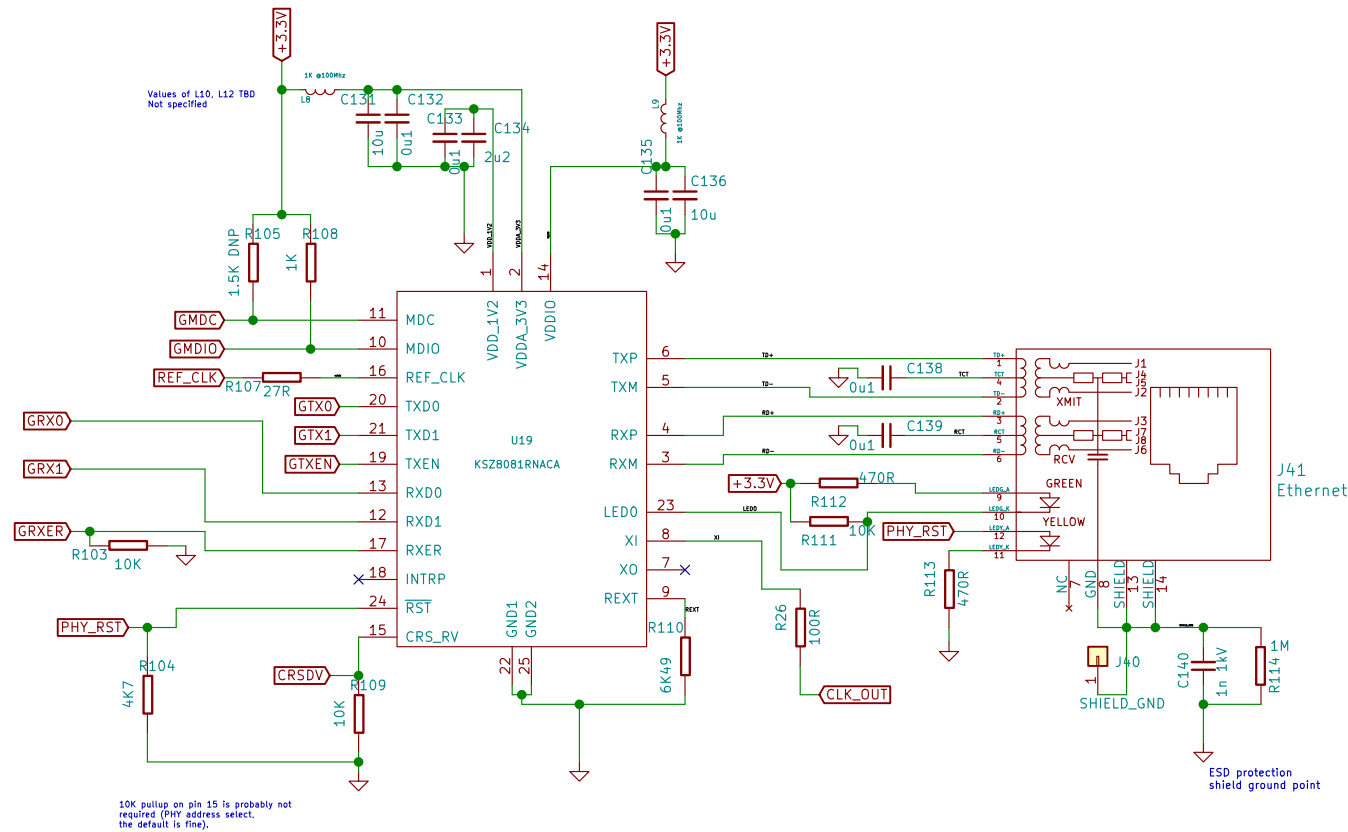 +3.3V
+3.3V
1K @100Mhz
L8
Values of L10, L12 TBD
Not specified
C131
C132
C133
C134
10u
0u1
0u1
2u2
L9
1K @100Mhz
C135
C136
0u1
10u
R105
R108
1.5K DNP
1K
VDD_1V2
VDDA_3V3
1
2
14
VDD_1V2
VDDA_3V3
VDDIO
GMDC
11
MDC
GMDIO
10
MDIO
REF_CLK
R107
27R
16
REF_CLK
GTX0
20
TXD0
GRX0
GTX1
21
TXD1
GTXEN
19
TXEN
GRX1
13
RXD0
12
RXD1
GRXER
17
RXER
R103
10K
18
INTRP
24
RST
PHY_RST
15
CRS_RV
R104
4K7
CRSDV
R109
10K
U19
KSZ8081RNACA
GND1
GND2
22
25
TXP
6
TXM
5
RXP
4
RXM
3
LED0
23
XI
8
XO
7
REXT
9
REXT
R110
6K49
TD+
TD-
RD+
RD-
LED0
XI
C138
0u1
TCT
C139
0u1
RCT
+3.3V
470R
R112
R111
10K
PHY_RST
R113
470R
R26
100R
CLK_OUT
TD+
1
TCT
4
TD-
2
RD+
3
RCT
5
RD-
6
LEDG_A
9
LEDG_K
10
LEDY_A
12
LEDY_K
11
J1
J4
J5
J2
XMIT
J3
J7
J8
J6
RCV
GREEN
YELLOW
J41
Ethernet
NC
7
GND
8
SHIELD
13
SHIELD
14
J40
1
SHIELD_GND
C140
1n 1kV
1M
R114
ESD protection
shield ground point
10K pullup on pin 15 is probably not
required (PHY address select,
the default is fine).